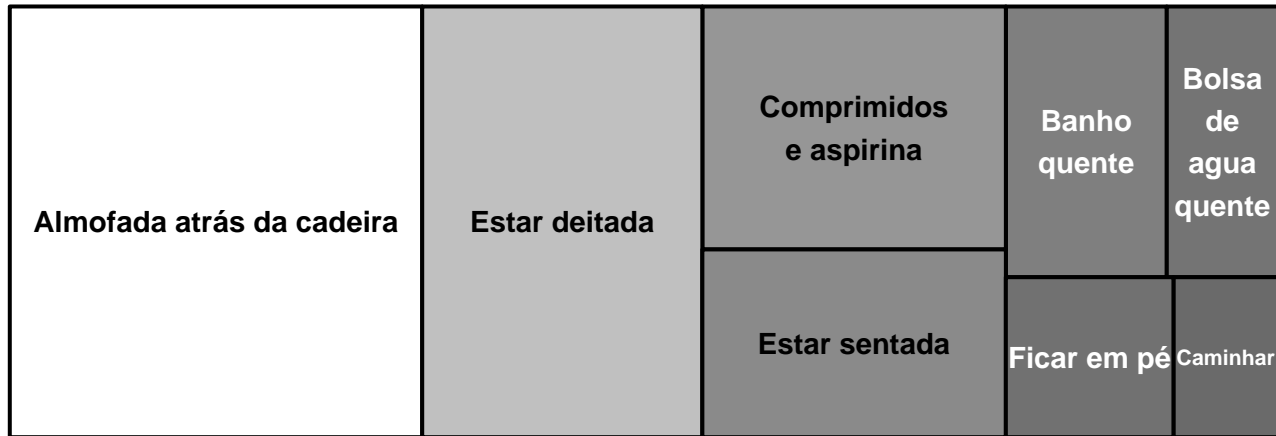 Almofada atrás da cadeira
Estar deitada
Comprimidos
e aspirina
Estar sentada
Banho
quente
Bolsa
de
agua
quente
Ficar em pé
Caminhar